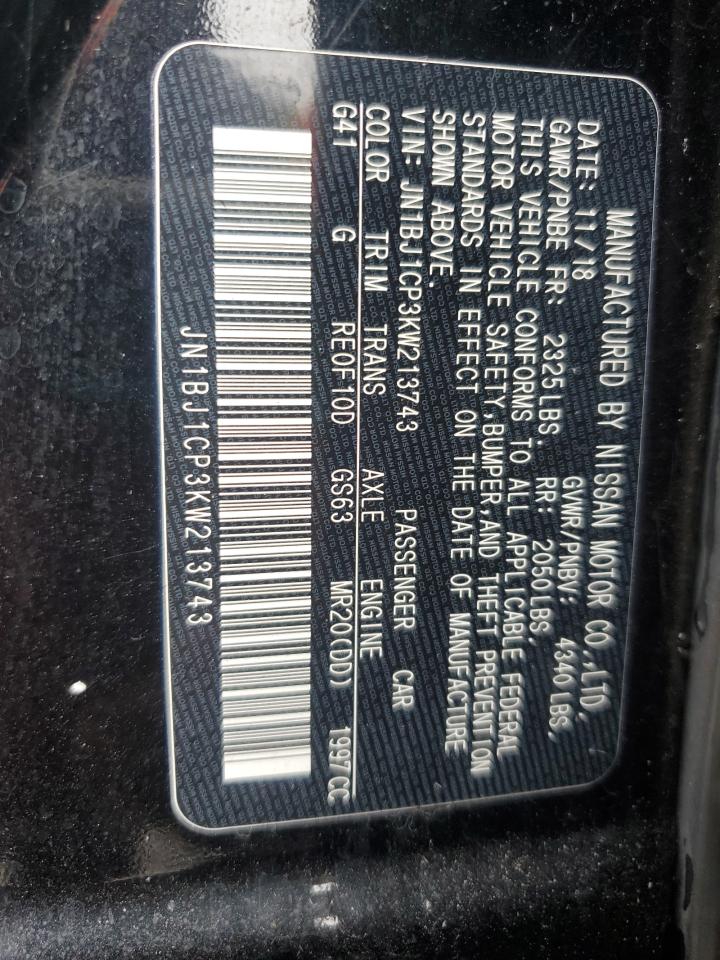 MANUFACTURED BY NISSAN MOTOR CO.,LTD.
DATE: 11/18 GVWR/PNBV: 4340 LBS,
GAWR/PNBE FR: 2325 LBS. RR: 2050 LBS,
THIS VEHICLE CONFORMS TO ALL APPLICABLE FEDERAL
MOTOR VEHICLE SAFETY,BUMPER,AND THEFT PREVENTION
STANDARDS IN EFFECT ON THE DATE OF MANUFACTURE
SHOWN ABOVE.
VIN: JN1BJ1CP3KW213743 PASSENGER CAR
COLOR TRIM TRANS AXLE ENGINE
G41 G RE0F10D GS63 MR20(DD) 1997CC
JN1BJ1CP3KW213743